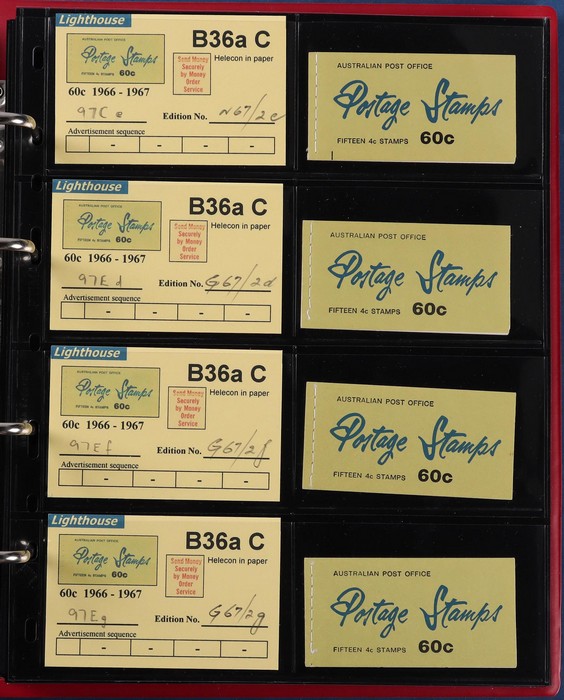 Lighthouse
AUSTRALIAN POST OFFICE
Postage Stamps
FIFTEEN 4c STAMPS 60c
B36a C
Helecon in paper
Send Money
Securely
by Money
Order
Service
60c 1966 - 1967
97C e
Edition No. N67/2e
Advertisement sequence
- - - -
AUSTRALIAN POST OFFICE
Postage Stamps
FIFTEEN 4c STAMPS 60c
Lighthouse
AUSTRALIAN POST OFFICE
Postage Stamps
FIFTEEN 4c STAMPS 60c
B36a C
Helecon in paper
Send Money
Securely
by Money
Order
Service
60c 1966 - 1967
97E d
Edition No. G67/2d
Advertisement sequence
- - - -
AUSTRALIAN POST OFFICE
Postage Stamps
FIFTEEN 4c STAMPS 60c
Lighthouse
AUSTRALIAN POST OFFICE
Postage Stamps
FIFTEEN 4c STAMPS 60c
B36a C
Helecon in paper
Send Money
Securely
by Money
Order
Service
60c 1966 - 1967
97E f
Edition No. G67/2f
Advertisement sequence
- - - -
AUSTRALIAN POST OFFICE
Postage Stamps
FIFTEEN 4c STAMPS 60c
Lighthouse
AUSTRALIAN POST OFFICE
Postage Stamps
FIFTEEN 4c STAMPS 60c
B36a C
Helecon in paper
Send Money
Securely
by Money
Order
Service
60c 1966 - 1967
97E g
Edition No. G67/2g
Advertisement sequence
- - - -
AUSTRALIAN POST OFFICE
Postage Stamps
FIFTEEN 4c STAMPS 60c